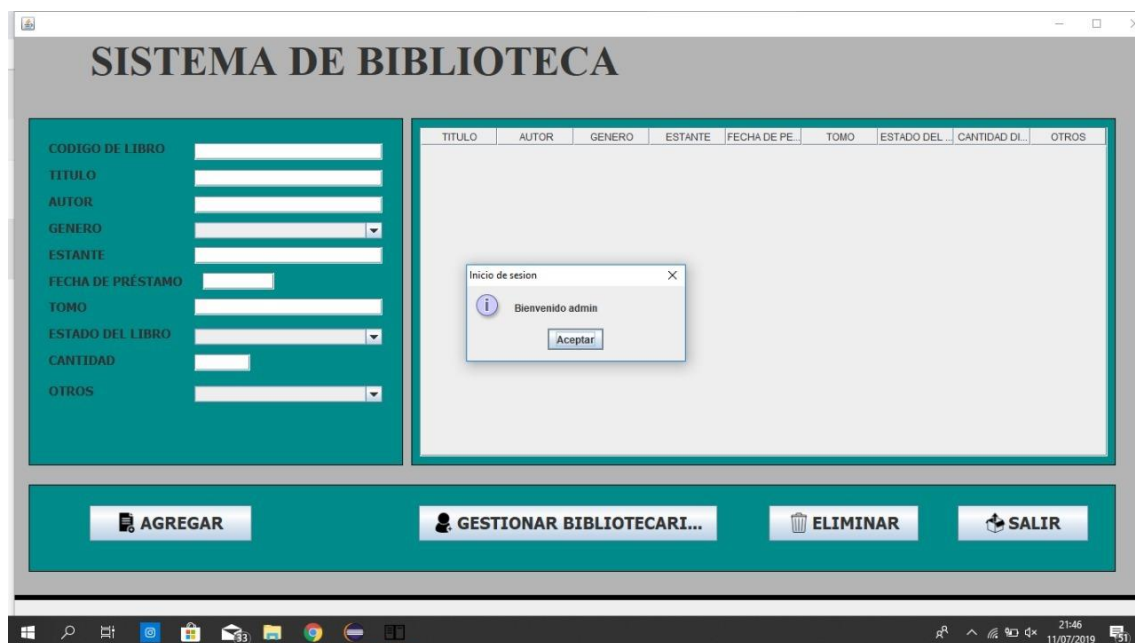 SISTEMA DE BIBLIOTECA
CODIGO DE LIBRO
TITULO
AUTOR
GENERO
ESTANTE
FECHA DE PRÉSTAMO
TOMO
ESTADO DEL LIBRO
CANTIDAD
OTROS
TITULO AUTOR GENERO ESTANTE FECHA DE PE... TOMO ESTADO DEL ... CANTIDAD DI... OTROS
Inicio de sesion
Bienvenido admin
Aceptar
AGREGAR GESTIONAR BIBLIOTECARI... ELIMINAR SALIR
33
21:46
11/07/2019
51